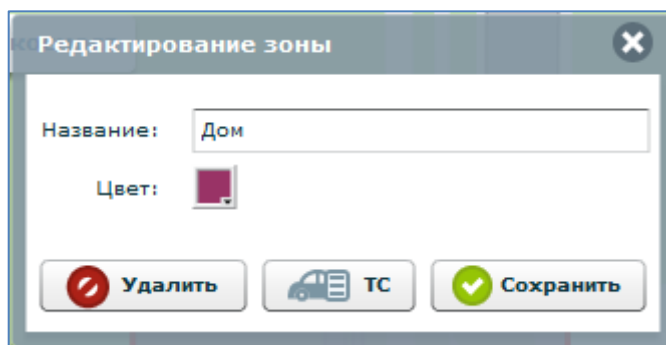 Редактирование зоны
Название: Дом
Цвет:
Удалить ТС Сохранить